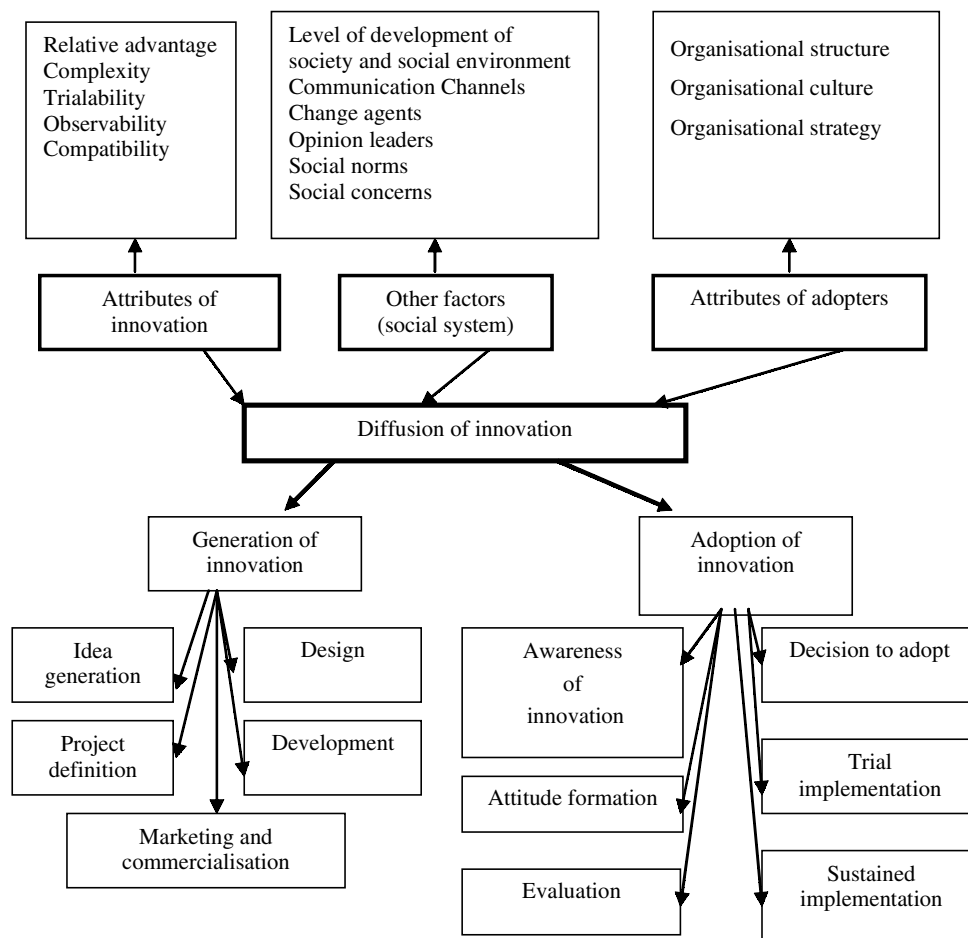 Relative advantage
Complexity
Trialability
Observability
Compatibility
Level of development of
society and social environment
Communication Channels
Change agents
Opinion leaders
Social norms
Social concerns
Organisational structure
Organisational culture
Organisational strategy
Attributes of
innovation
Other factors
(social system)
Attributes of adopters
Diffusion of innovation
Generation of
innovation
Adoption of
innovation
Idea
generation
Design
Project
definition
Development
Marketing and
commercialisation
Awareness
of
innovation
Decision to adopt
Attitude formation
Trial
implementation
Evaluation
Sustained
implementation